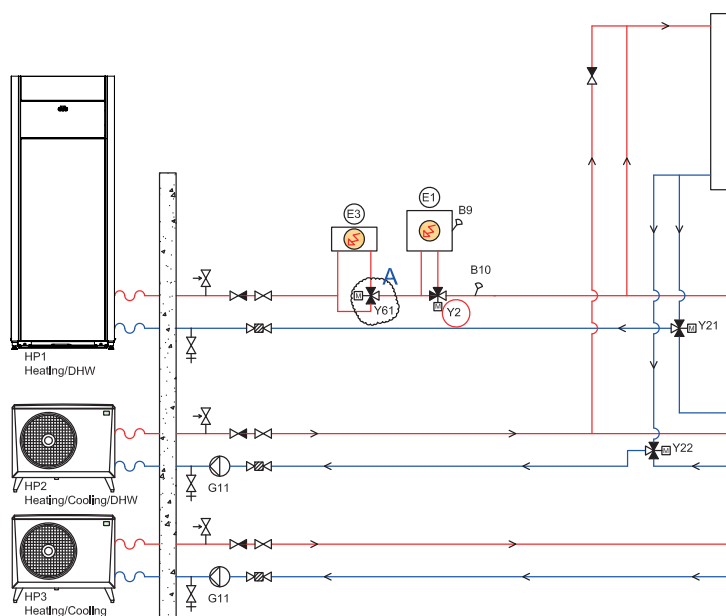 E3
E1
B9
A
B10
M
Y61
M
Y2
M
Y21
HP1
Heating/DHW
M
Y22
HP2
Heating/Cooling/DHW
G11
HP3
Heating/Cooling
G11